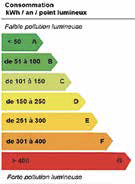 Consommation
kWh / an / point lumineux
Faible pollution lumineuse
< 50 A
de 51 à 100 B
de 101 à 150 C
de 150 à 250 D
de 251 à 300 E
de 301 à 400 F
> 400 G
Forte pollution lumineuse